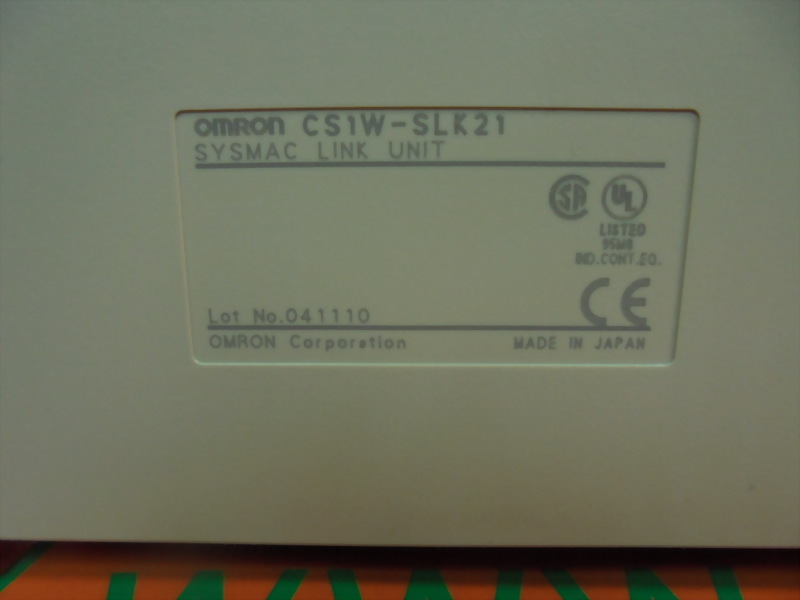 OMRON CS1W-SLK21
SYSMAC LINK UNIT
LISTED
95M8
IND.CONT.EQ.
CE
Lot No.041110
OMRON Corporation
MADE IN JAPAN